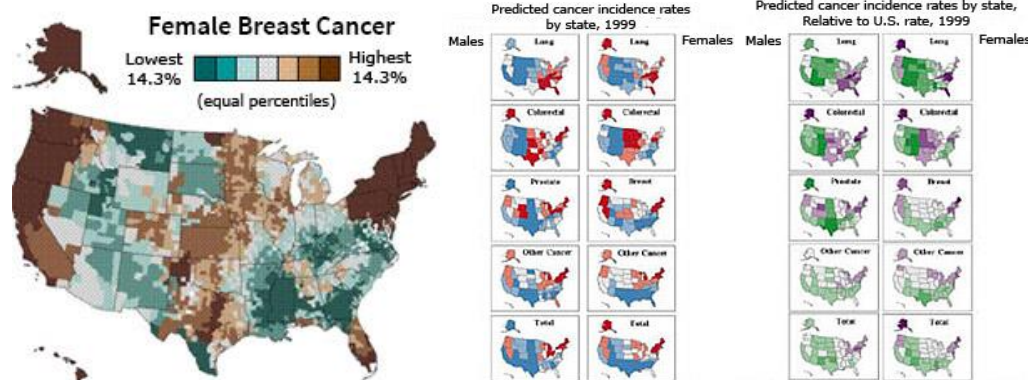 Female Breast Cancer
Lowest
14.3%
Highest
14.3%
(equal percentiles)
Predicted cancer incidence rates
by state, 1999
Males
Females
Lung
Lung
Colorectal
Colorectal
Prostate
Breast
Other Cancer
Other Cancer
Total
Total
Predicted cancer incidence rates by state,
Relative to U.S. rate, 1999
Males
Females
Lung
Lung
Colorectal
Colorectal
Prostate
Breast
Other Cancer
Other Cancer
Total
Total